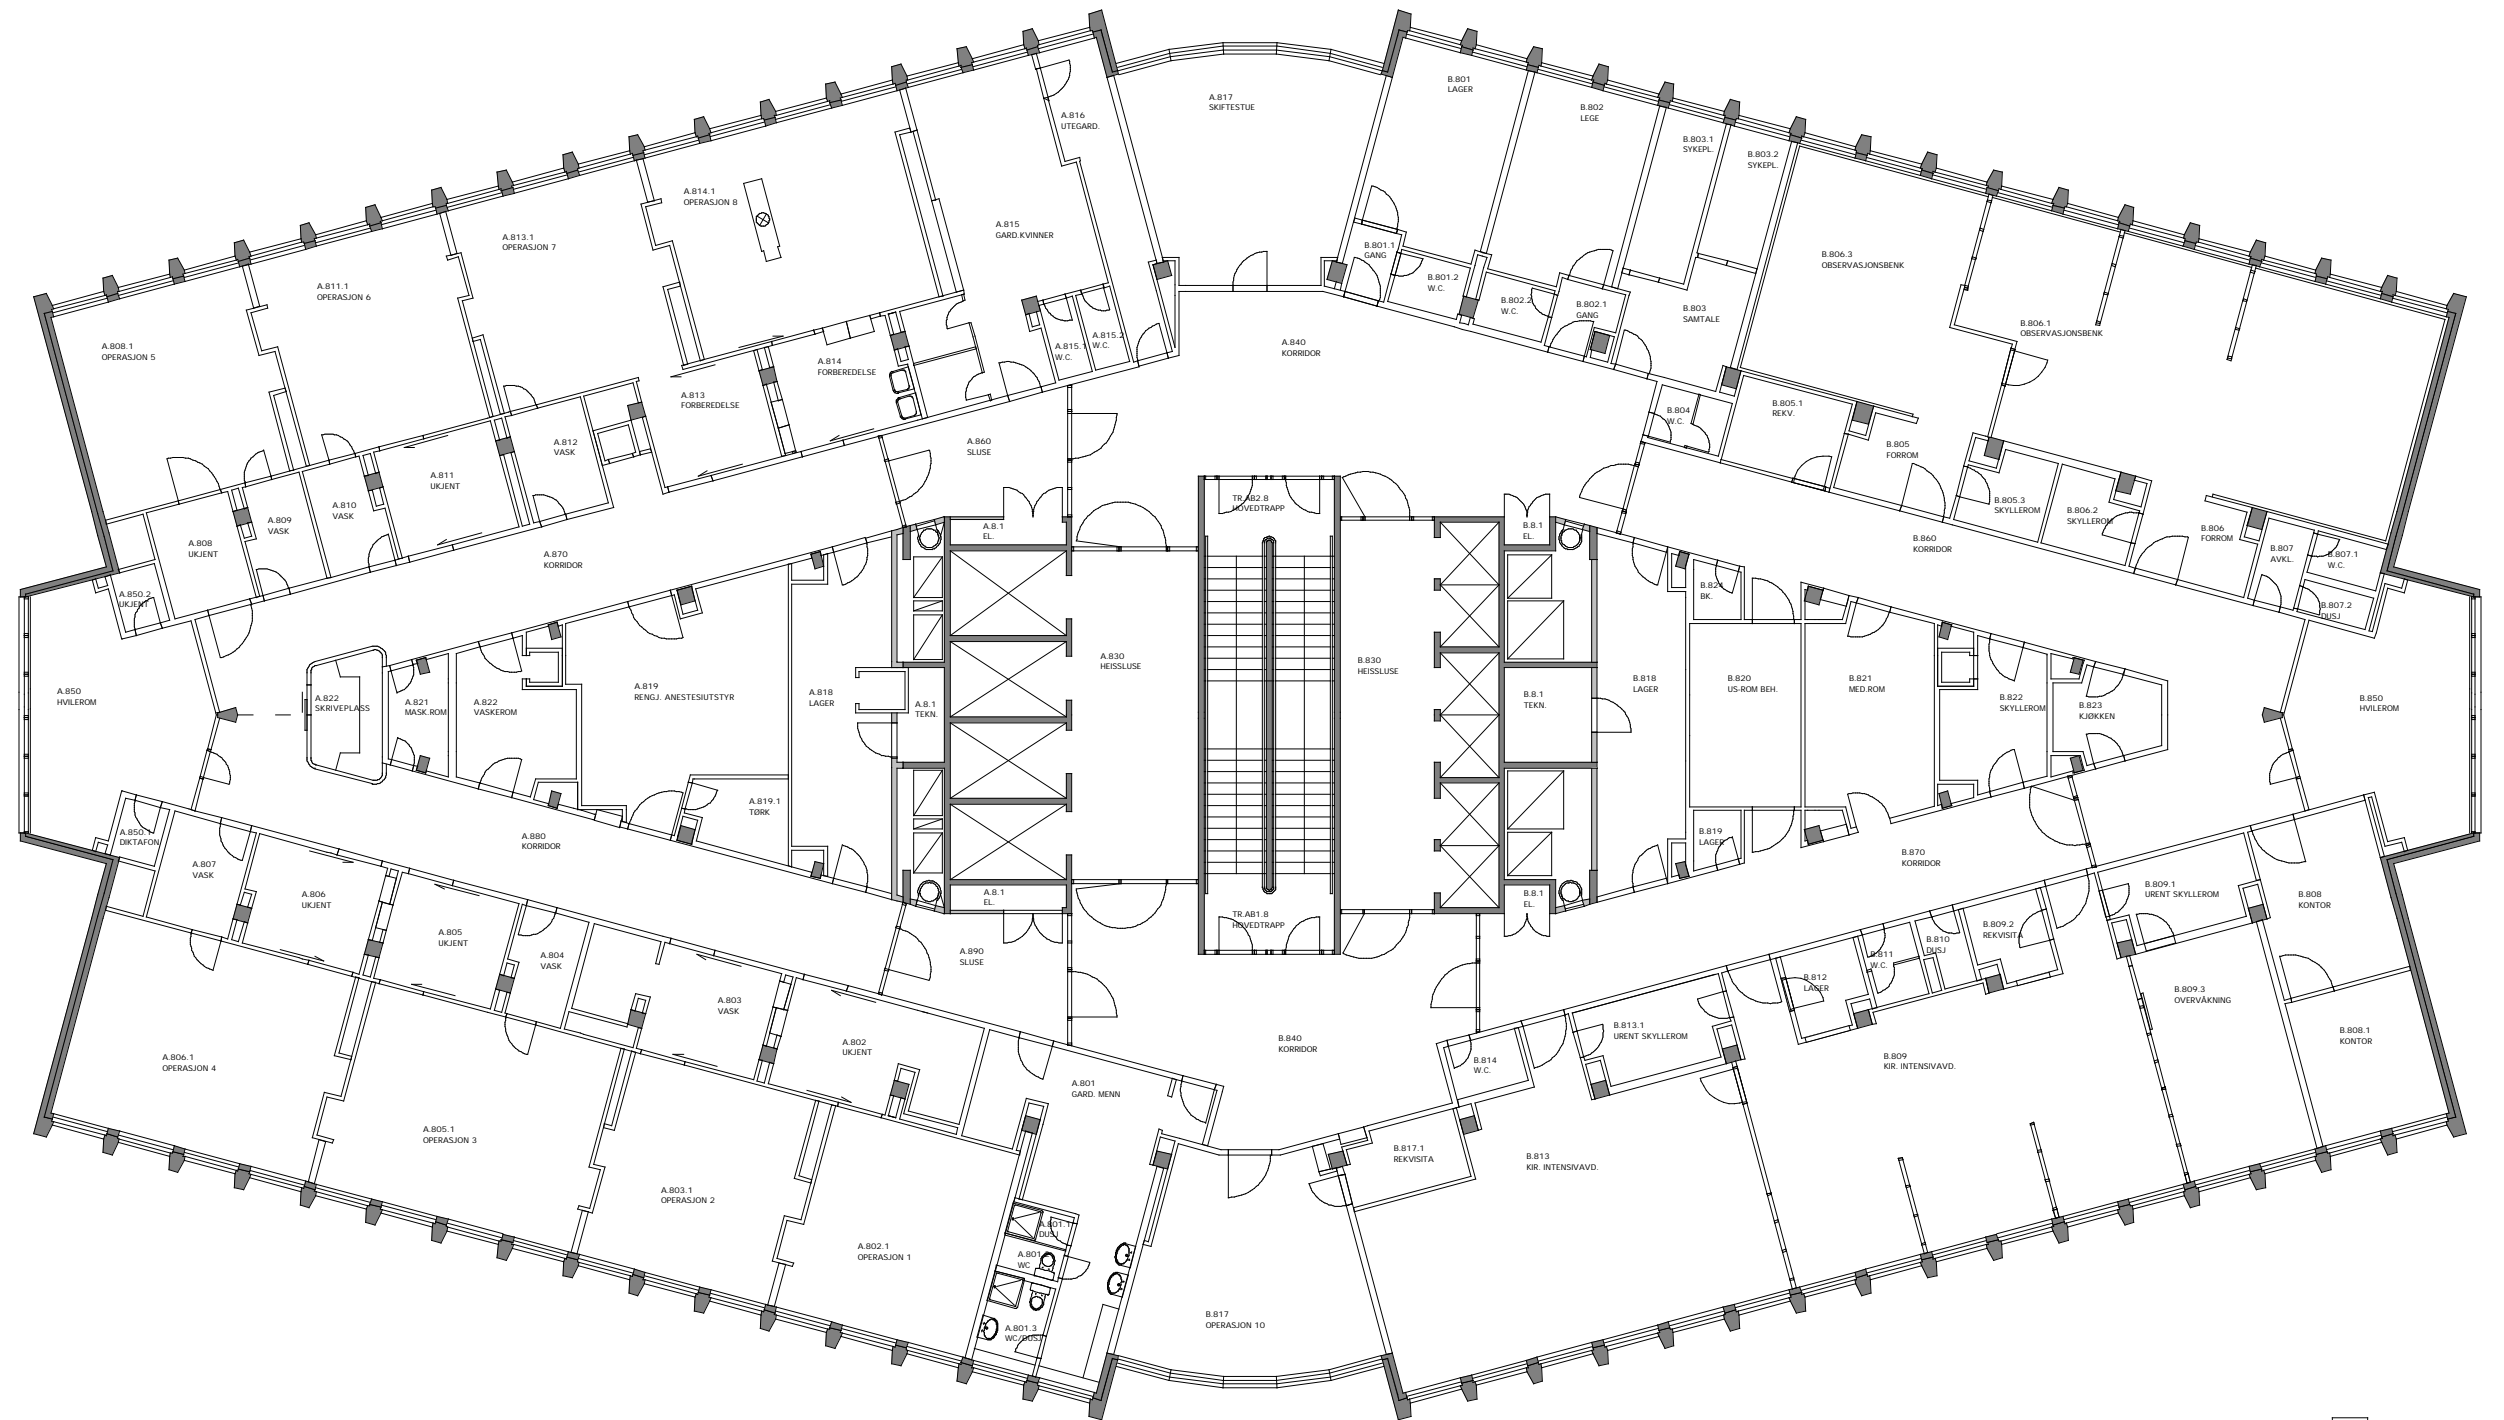 A.817
SKIFTESTUE
B.801
LAGER
B.802
LEGE
A.816
UTEGARD.
B.803.1
SYKEPL.
B.803.2
SYKEPL.
A.814.1
OPERASJON 8
A.815
GARD.KVINNER
A.813.1
OPERASJON 7
B.801.1
GANG
B.806.3
OBSERVASJONSBENK
A.811.1
OPERASJON 6
B.801.2
W.C.
B.802.2
W.C.
B.802.1
GANG
B.803
SAMTALE
B.806.1
OBSERVASJONSBENK
A.808.1
OPERASJON 5
A.840
KORRIDOR
A.815.1
W.C.
A.815.2
W.C.
A.814
FORBEREDELSE
A.813
FORBEREDELSE
B.804
W.C.
B.805.1
REKV.
B.805
FORROM
A.812
VASK
A.860
SLUSE
A.811
UKJENT
A.810
VASK
A.809
VASK
A.808
UKJENT
TR.AB2.8
HOVEDTRAPP
B.805.3
SKYLLEROM
B.806.2
SKYLLEROM
B.806
FORROM
A.8.1
EL.
B.8.1
EL.
B.860
KORRIDOR
B.807
AVKL.
B.807.1
W.C.
A.870
KORRIDOR
A.850.2
UKJENT
B.824
BK.
B.807.2
DUSJ
A.850
HVILEROM
A.822
SKRIVEPLASS
A.821
MASK.ROM
A.822
VASKEROM
A.819
RENGJ. ANESTESIUTSTYR
A.818
LAGER
A.8.1
TEKN.
A.830
HEISSLUSE
B.830
HEISSLUSE
B.8.1
TEKN.
B.818
LAGER
B.820
US-ROM BEH.
B.821
MED.ROM
B.822
SKYLLEROM
B.823
KJØKKEN
B.850
HVILEROM
A.819.1
TØRK
A.850.1
DIKTAFON
A.880
KORRIDOR
B.819
LAGER
B.870
KORRIDOR
A.807
VASK
A.806
UKJENT
A.8.1
EL.
B.8.1
EL.
B.809.1
URENT SKYLLEROM
B.808
KONTOR
TR.AB1.8
HOVEDTRAPP
A.805
UKJENT
A.804
VASK
A.890
SLUSE
B.809.2
REKVISITA
B.810
DUSJ
B.811
W.C.
B.812
LAGER
B.809.3
OVERVÅKNING
A.803
VASK
A.802
UKJENT
B.840
KORRIDOR
B.813.1
URENT SKYLLEROM
B.808.1
KONTOR
A.806.1
OPERASJON 4
B.814
W.C.
B.809
KIR. INTENSIVAVD.
A.801
GARD. MENN
A.805.1
OPERASJON 3
B.817.1
REKVISITA
B.813
KIR. INTENSIVAVD.
A.803.1
OPERASJON 2
A.801.1
DUSJ
A.802.1
OPERASJON 1
A.801.
WC
B.817
OPERASJON 10
A.801.3
WC/DUSJ